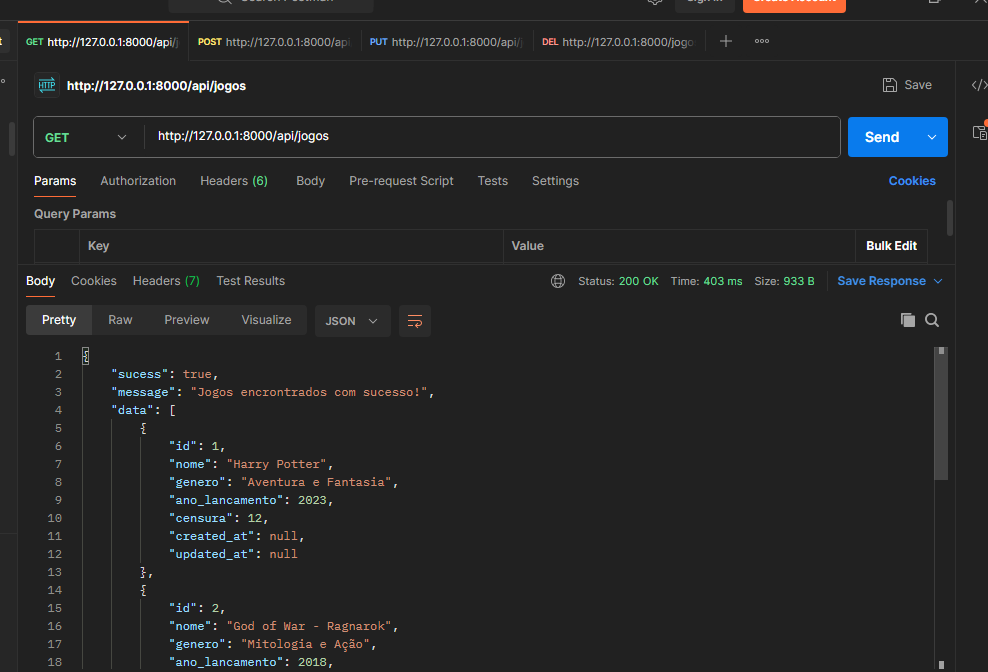 GET http://127.0.0.1:8000/api/j
POST http://127.0.0.1:8000/api
PUT http://127.0.0.1:8000/api/
DEL http://127.0.0.1:8000/jogo
HTTP http://127.0.0.1:8000/api/jogos
Save
GET http://127.0.0.1:8000/api/jogos
Send
Params Authorization Headers (6) Body Pre-request Script Tests Settings Cookies
Query Params
Key Value Bulk Edit
Body Cookies Headers (7) Test Results Status: 200 OK Time: 403 ms Size: 933 B Save Response
Pretty Raw Preview Visualize JSON
1 {
2 "sucess": true,
3 "message": "Jogos encrontrados com sucesso!",
4 "data": [
5 {
6 "id": 1,
7 "nome": "Harry Potter",
8 "genero": "Aventura e Fantasia",
9 "ano_lancamento": 2023,
10 "censura": 12,
11 "created_at": null,
12 "updated_at": null
13 },
14 {
15 "id": 2,
16 "nome": "God of War - Ragnarok",
17 "genero": "Mitologia e Ação",
18 "ano_lancamento": 2018,